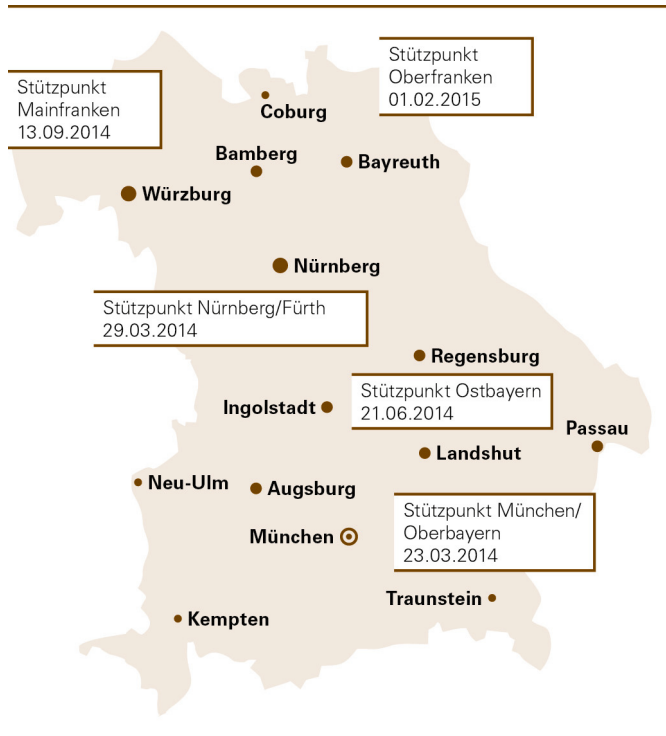 Stützpunkt
Oberfranken
01.02.2015
Stützpunkt
Mainfranken
13.09.2014
Coburg
Bamberg
Bayreuth
Würzburg
Nürnberg
Stützpunkt Nürnberg/Fürth
29.03.2014
Regensburg
Stützpunkt Ostbayern
21.06.2014
Ingolstadt
Passau
Landshut
Neu-Ulm
Augsburg
Stützpunkt München/
Oberbayern
23.03.2014
München
Traunstein
Kempten